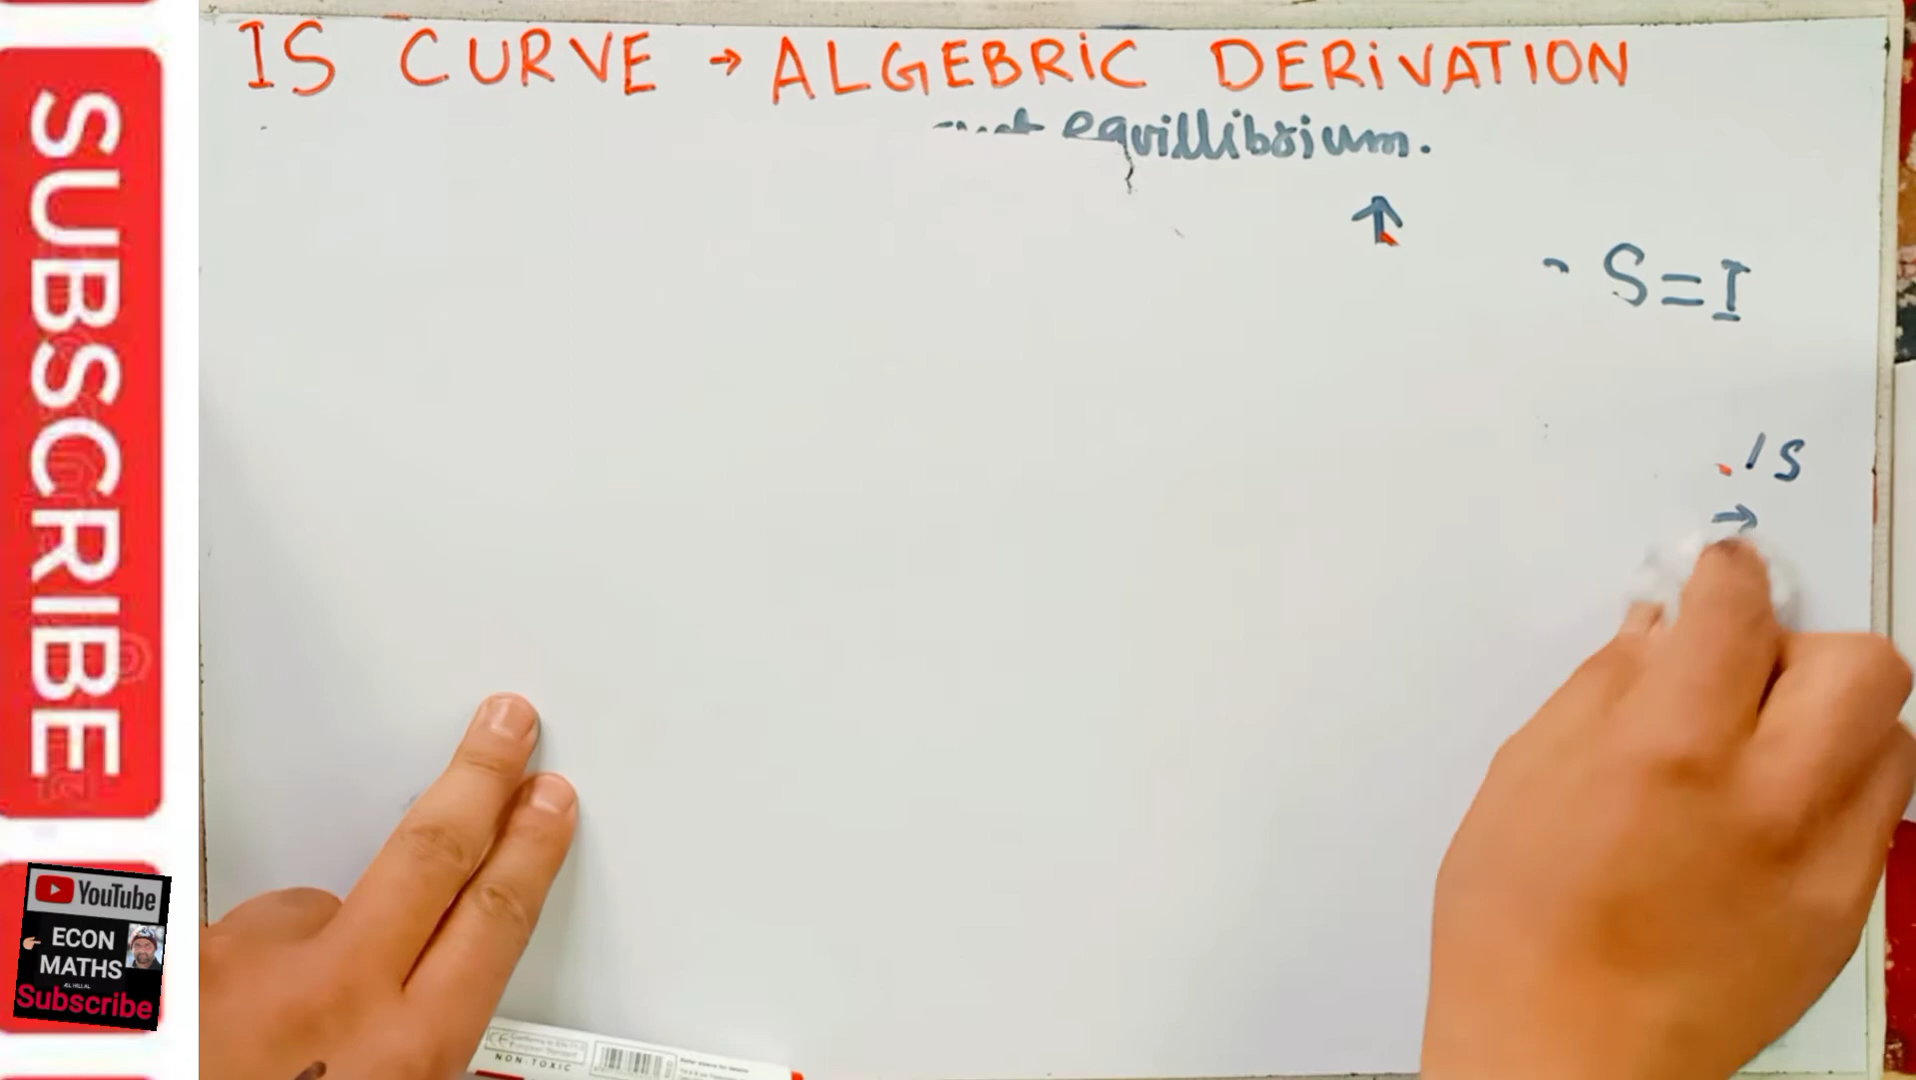 SUBSCRIBE
IS CURVE → ALGEBRIC DERiVATION
equillibrium.
↑
S = I
IS
→
YouTube
ECON
MATHS
Subscribe
NON-TOXIC